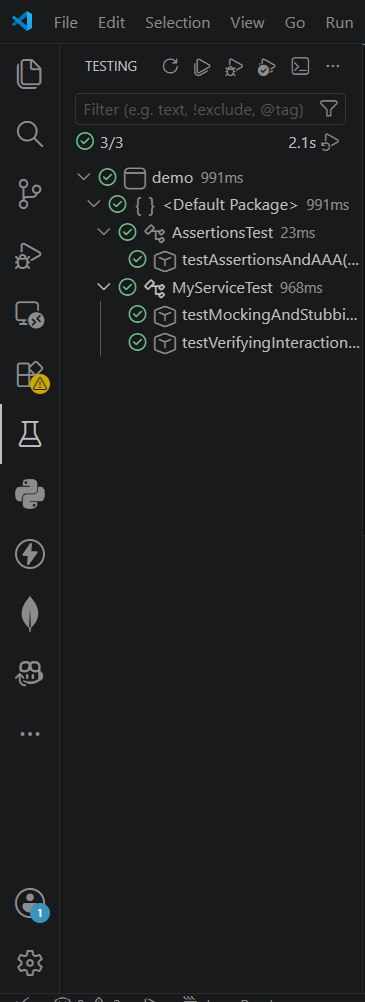 File Edit Selection View Go Run
TESTING
Filter (e.g. text, !exclude, @tag)
3/3 2.1s
demo 991ms
{ } <Default Package> 991ms
AssertionsTest 23ms
testAssertionsAndAAA(...
MyServiceTest 968ms
testMockingAndStubbi...
testVerifyingInteraction...
1